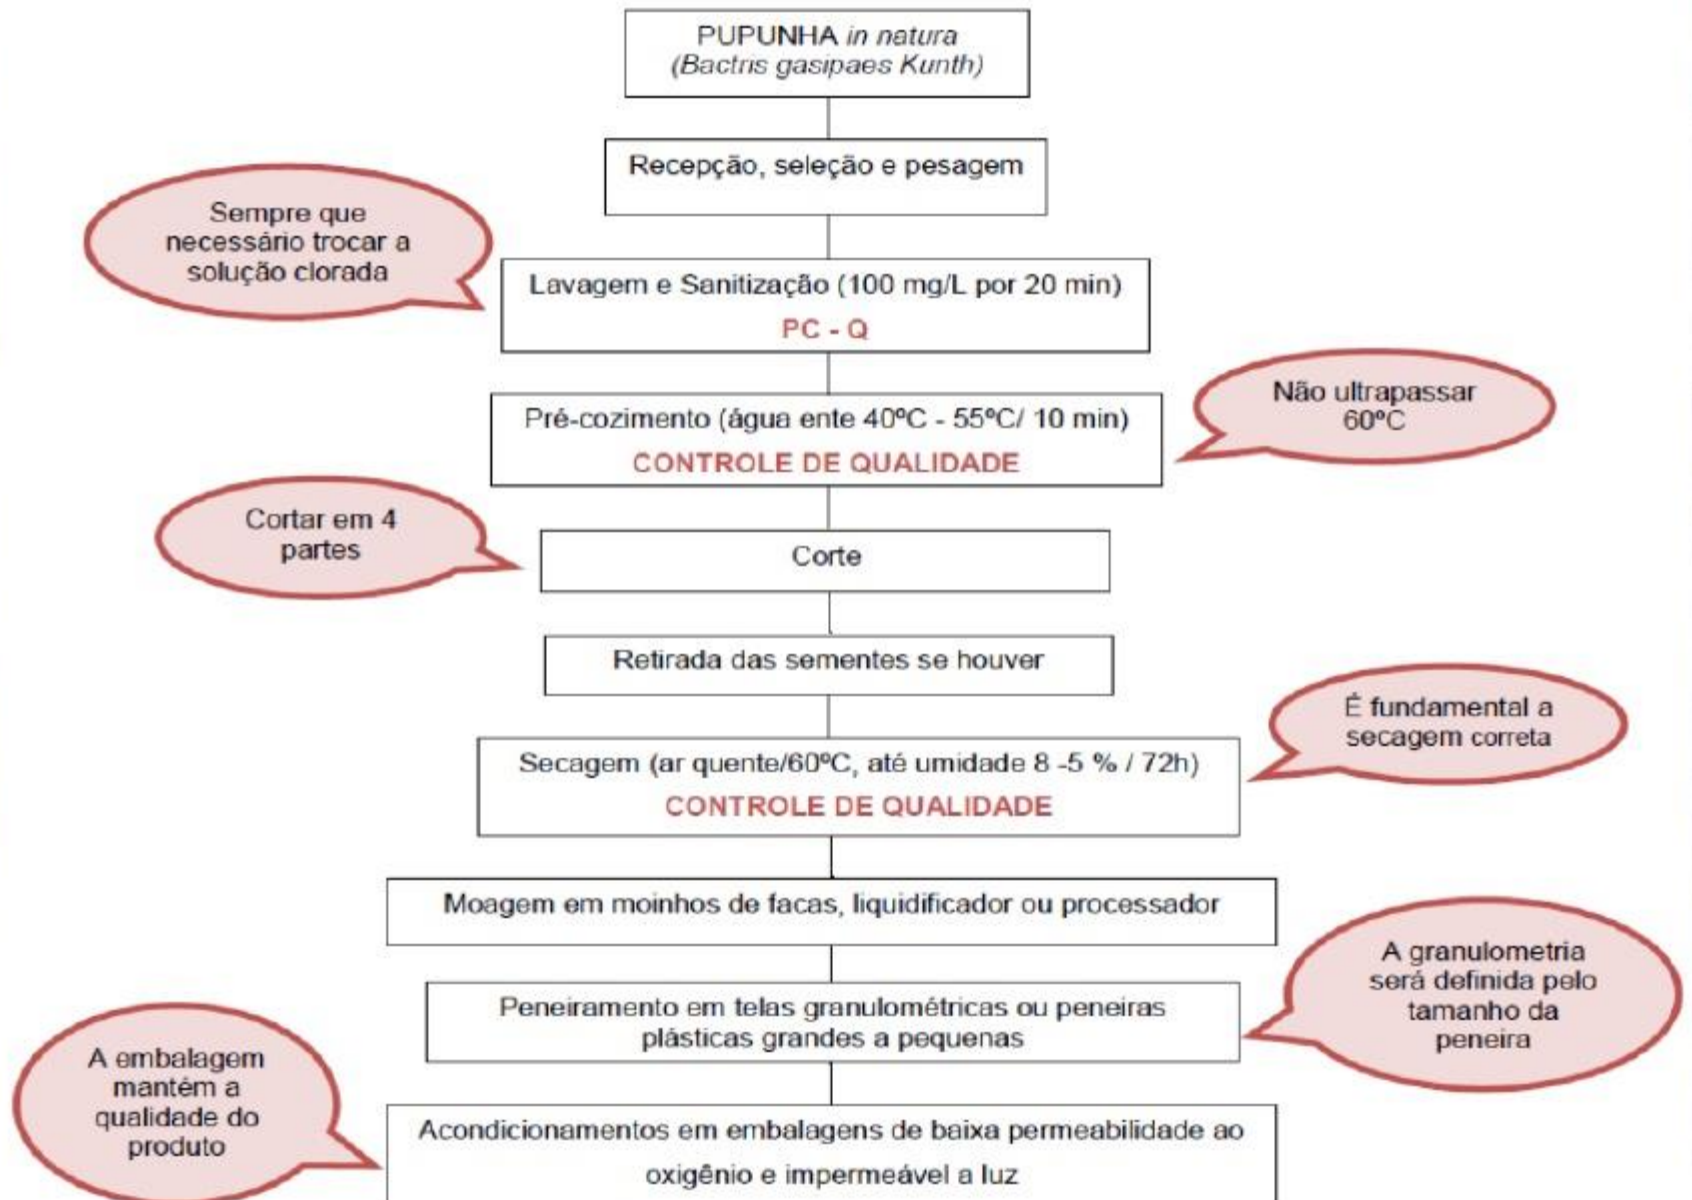 PUPUNHA in natura
(Bactris gasipaes Kunth)
Recepção, seleção e pesagem
Sempre que
necessário trocar a
solução clorada
Lavagem e Sanitização (100 mg/L por 20 min)
PC - Q
Pré-cozimento (água ente 40ºC - 55ºC/ 10 min)
CONTROLE DE QUALIDADE
Não ultrapassar
60ºC
Cortar em 4
partes
Corte
Retirada das sementes se houver
Secagem (ar quente/60ºC, até umidade 8 -5 % / 72h)
CONTROLE DE QUALIDADE
É fundamental a
secagem correta
Moagem em moinhos de facas, liquidificador ou processador
Peneiramento em telas granulométricas ou peneiras
plásticas grandes a pequenas
A granulometria
será definida pelo
tamanho da
peneira
A embalagem
mantém a
qualidade do
produto
Acondicionamentos em embalagens de baixa permeabilidade ao
oxigênio e impermeável a luz